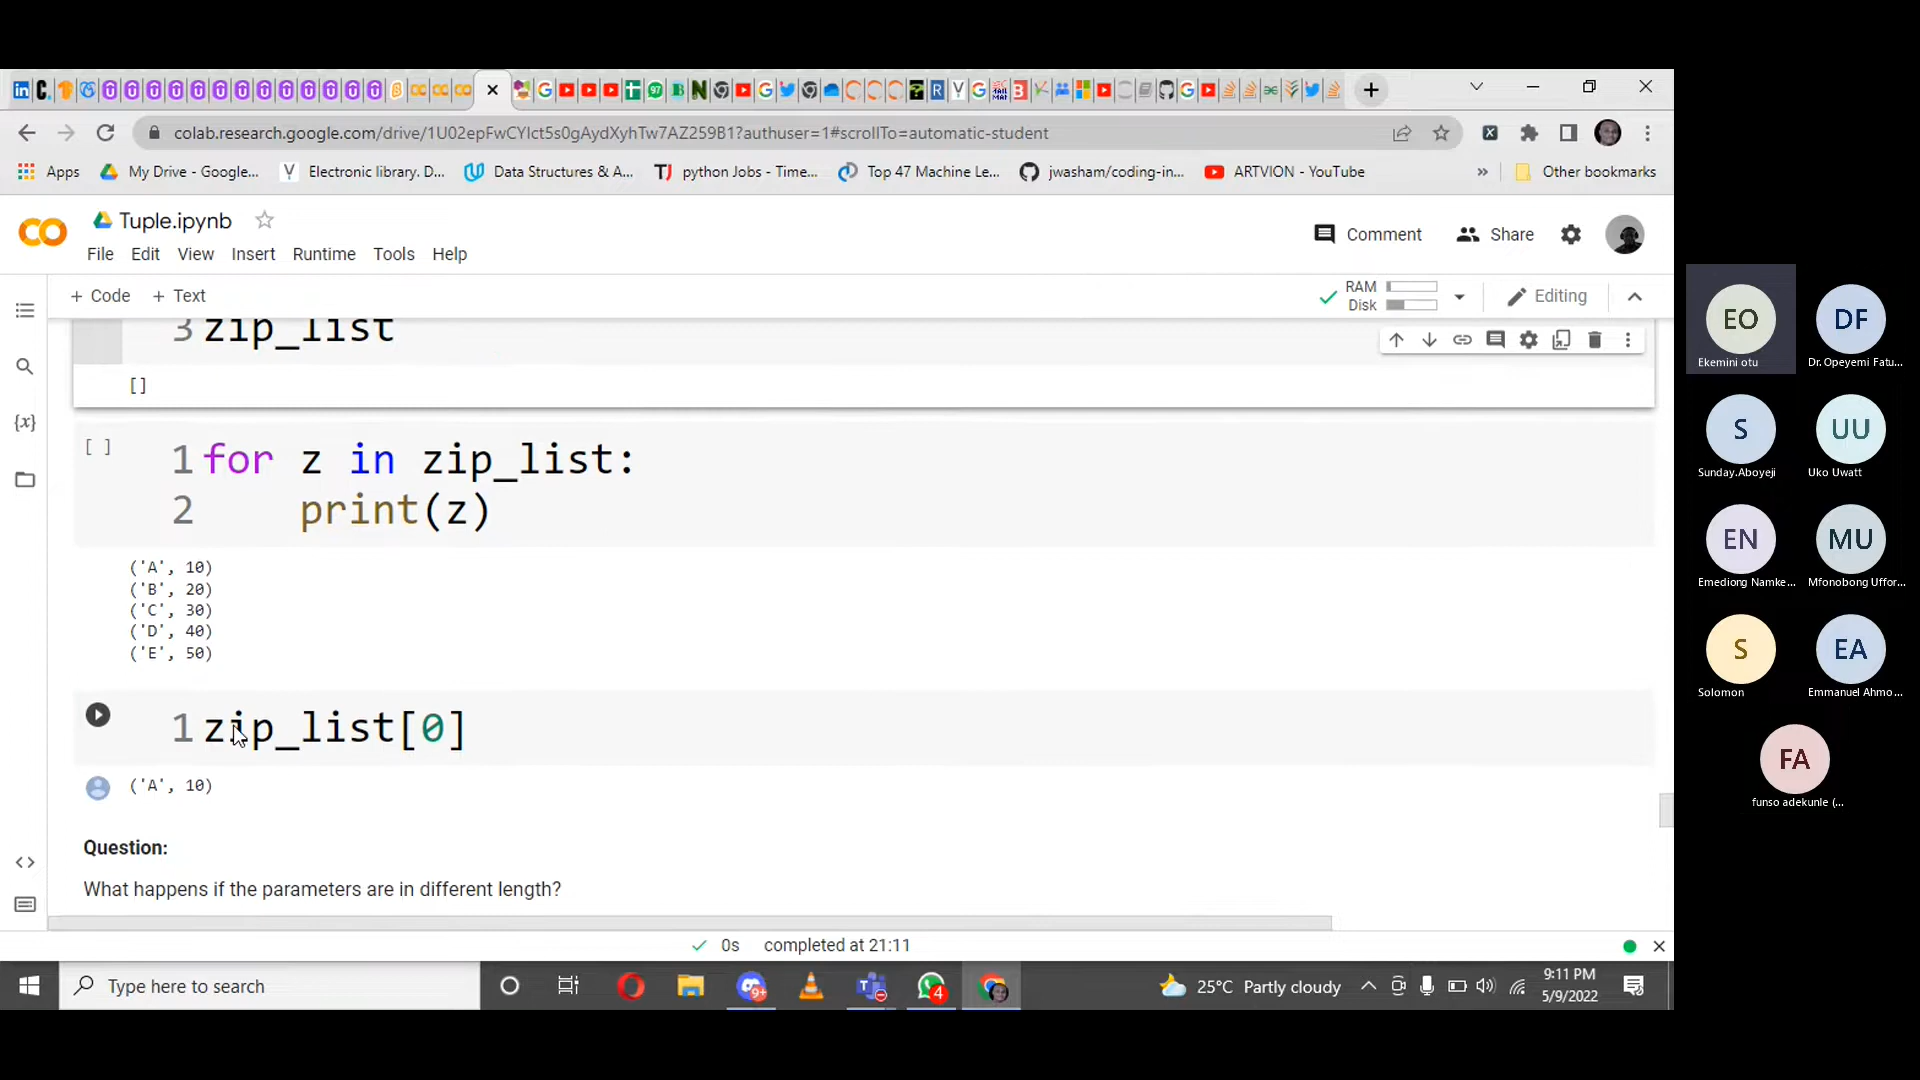 colab.research.google.com/drive/1U02epFwCYIct5s0gAydXyhTw7AZ259B1?authuser=1#scrollTo=automatic-student
Apps My Drive - Google... Electronic library. D... Data Structures & A... python Jobs - Time... Top 47 Machine Le... jwasham/coding-in... ARTVION - YouTube » Other bookmarks
Tuple.ipynb
Comment Share
File Edit View Insert Runtime Tools Help
+ Code + Text
RAM
Disk
Editing
3 zip_list
[]
[ ]
1 for z in zip_list:
2 print(z)
('A', 10)
('B', 20)
('C', 30)
('D', 40)
('E', 50)
1 zip_list[0]
('A', 10)
Question:
What happens if the parameters are in different length?
0s completed at 21:11
Type here to search
9+
4
25°C Partly cloudy
9:11 PM
5/9/2022
EO
Ekemini otu
DF
Dr. Opeyemi Fatu...
S
Sunday.Aboyeji
UU
Uko Uwatt
EN
Emediong Namke...
MU
Mfonobong Uffor...
S
Solomon
EA
Emmanuel Ahmo...
FA
funso adekunle (...